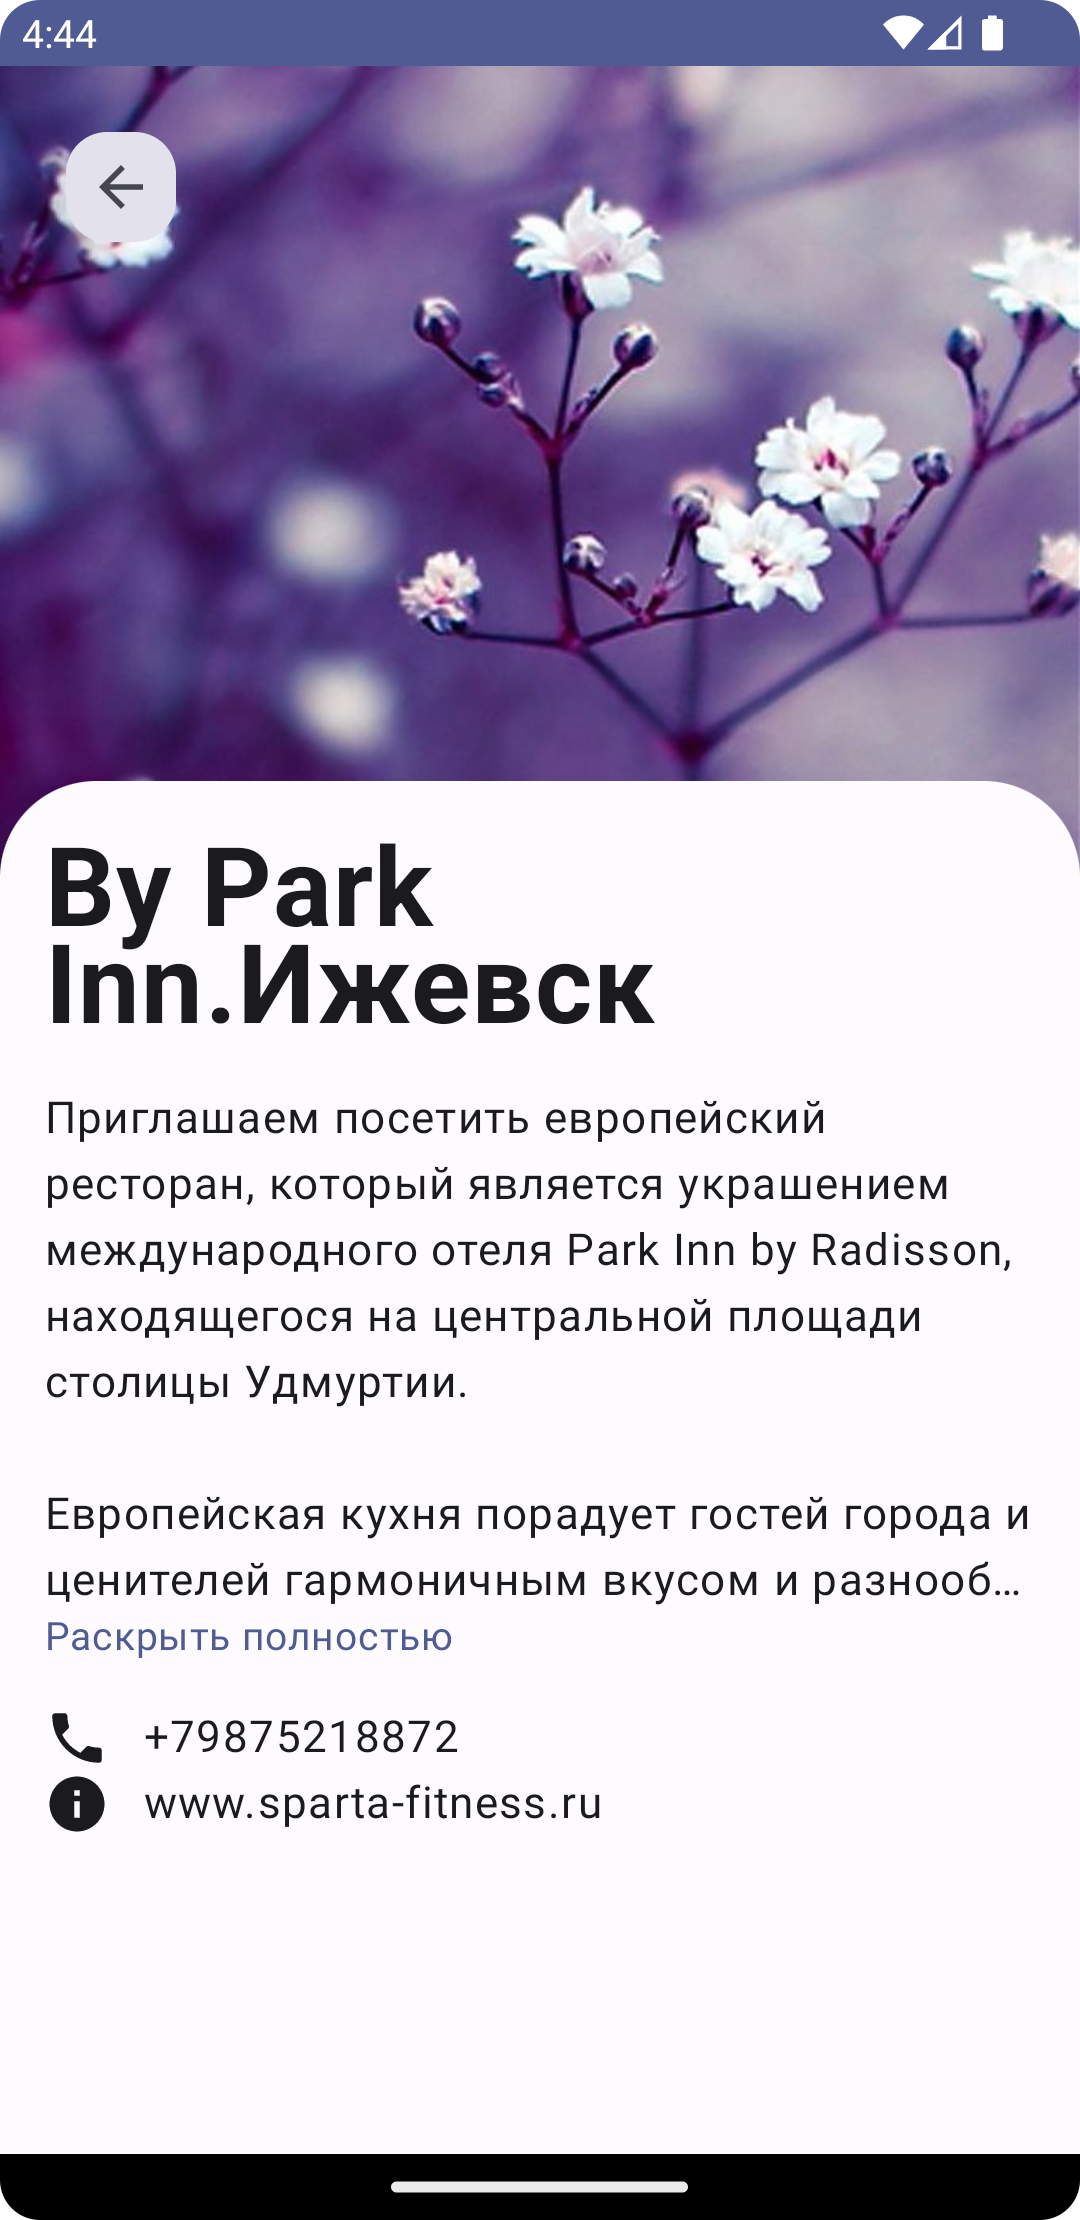 4:44
By Park
Inn.Ижевск
Приглашаем посетить европейский
ресторан, который является украшением
международного отеля Park Inn by Radisson,
находящегося на центральной площади
столицы Удмуртии.
Европейская кухня порадует гостей города и
ценителей гармоничным вкусом и разнооб…
Раскрыть полностью
+79875218872
www.sparta-fitness.ru